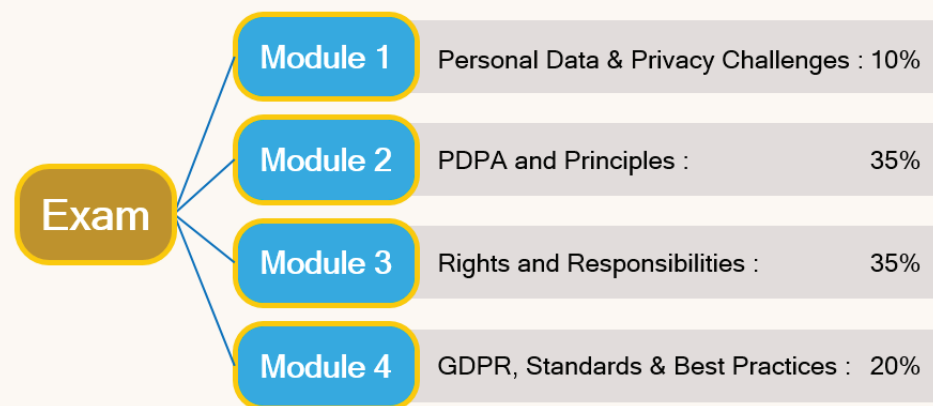 Exam
Module 1
Personal Data & Privacy Challenges : 10%
Module 2
PDPA and Principles : 35%
Module 3
Rights and Responsibilities : 35%
Module 4
GDPR, Standards & Best Practices : 20%